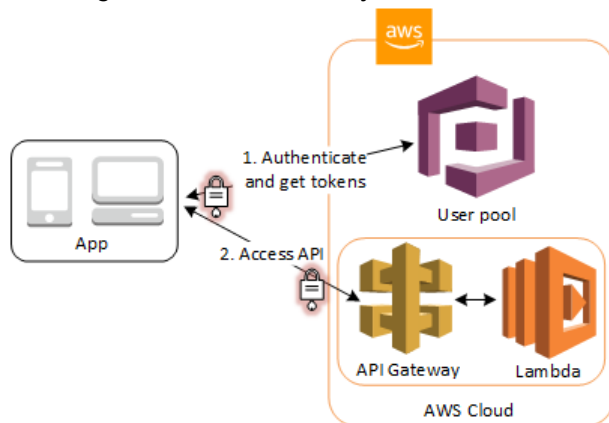 aws
1. Authenticate
and get tokens
User pool
App
2. Access API
API Gateway
Lambda
AWS Cloud